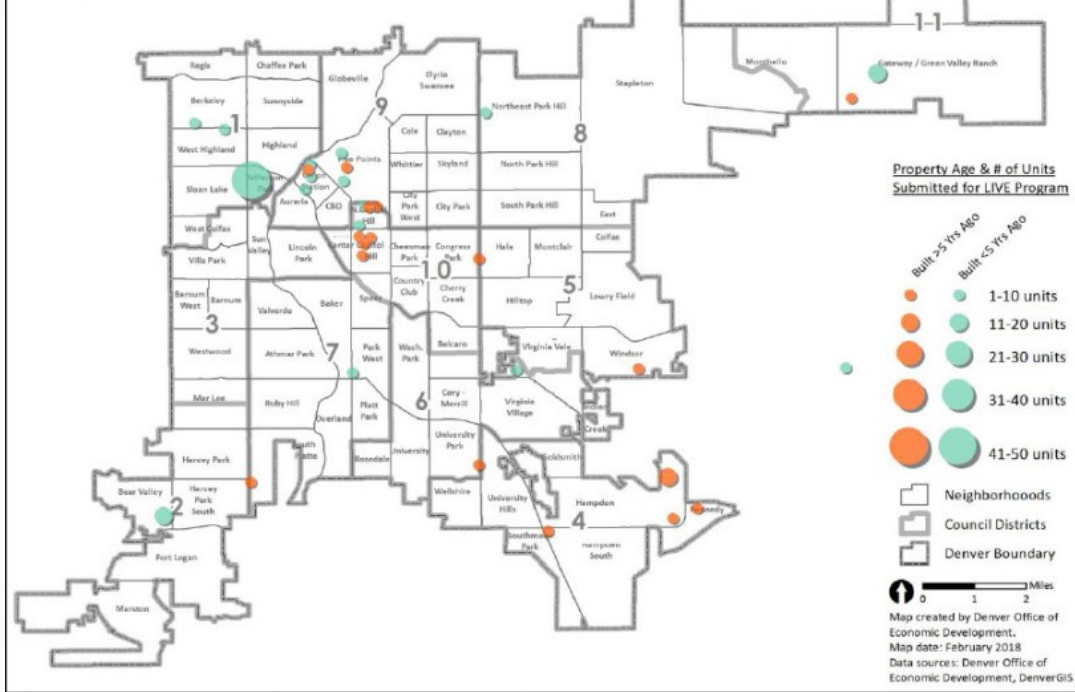 11
Regis
Chaffee Park
Globeville
Elyria
Swansea
Stapleton
Montbello
Gateway / Green Valley Ranch
Berkeley
Sunnyside
9
Northeast Park Hill
8
1
Cole
Clayton
West Highland
Highland
Five Points
Whittier
Skyland
North Park Hill
Sloan Lake
Station
Auraria
CBD
Hill
City
Park
West
City Park
South Park Hill
East
Colfax
West Colfax
Sun
Valley
Lincoln
Park
Hill
Cheesman
Park
Congress
Park
Hale
Montclair
Villa Park
10
Country
Club
Cherry
Creek
5
Hilltop
Lowry Field
Barnum
West
Barnum
3
Valverde
Baker
Speer
Westwood
Athmar Park
7
Park
West
Wash.
Park
Belcaro
Virginia Vale
Windsor
Mar Lee
Ruby Hill
Overland
Platt
Park
6
Cory -
Merrill
Virginia
Village
Indian
Creek
Harvey Park
South
Platte
Rosedale
University
University
Park
Goldsmith
Bear Valley
2
Harvey
Park
South
Wellshire
University
Hills
Hampden
Kennedy
4
Southmoor
Park
Hampden
South
Fort Logan
Marston
Property Age & # of Units
Submitted for LIVE Program
Built >5 Yrs Ago
Built <5 Yrs Ago
1-10 units
11-20 units
21-30 units
31-40 units
41-50 units
Neighborhooods
Council Districts
Denver Boundary
Miles
0 1 2
Map created by Denver Office of
Economic Development.
Map date: February 2018
Data sources: Denver Office of
Economic Development, DenverGIS